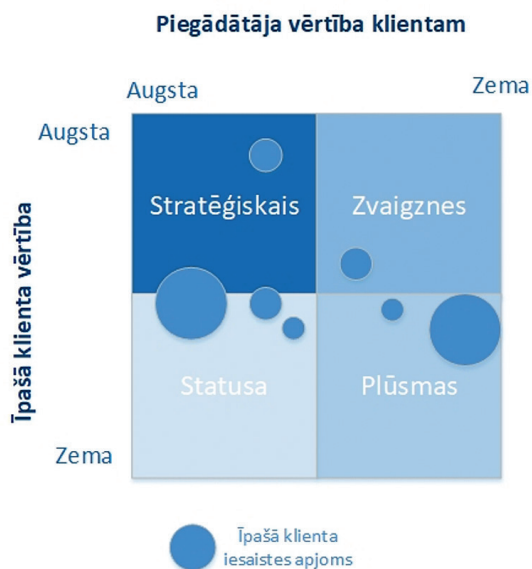 Piegādātāja vērtība klientam
Augsta
Zema
Augsta
Stratēģiskais
Zvaigznes
Īpašā klienta vērtība
Statusa
Plūsmas
Zema
Īpašā klienta
iesaistes apjoms